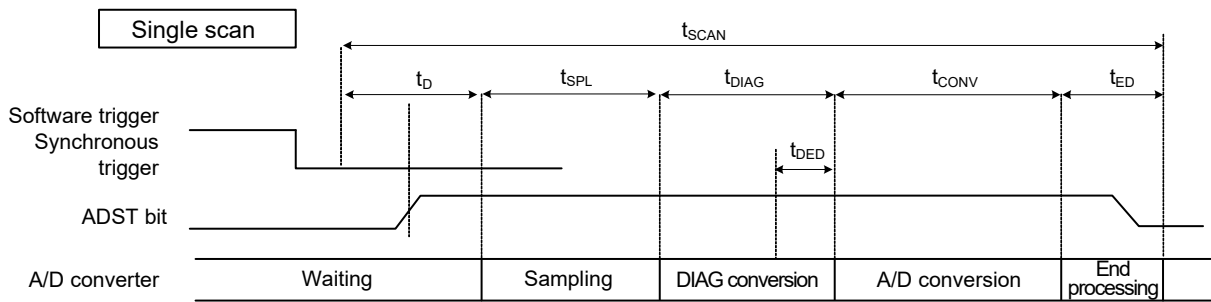 Single scan
tSCAN
tD
tSPL
tDIAG
tCONV
tED
Software trigger
Synchronous
trigger
tDED
ADST bit
A/D converter
Waiting
Sampling
DIAG conversion
A/D conversion
End
processing